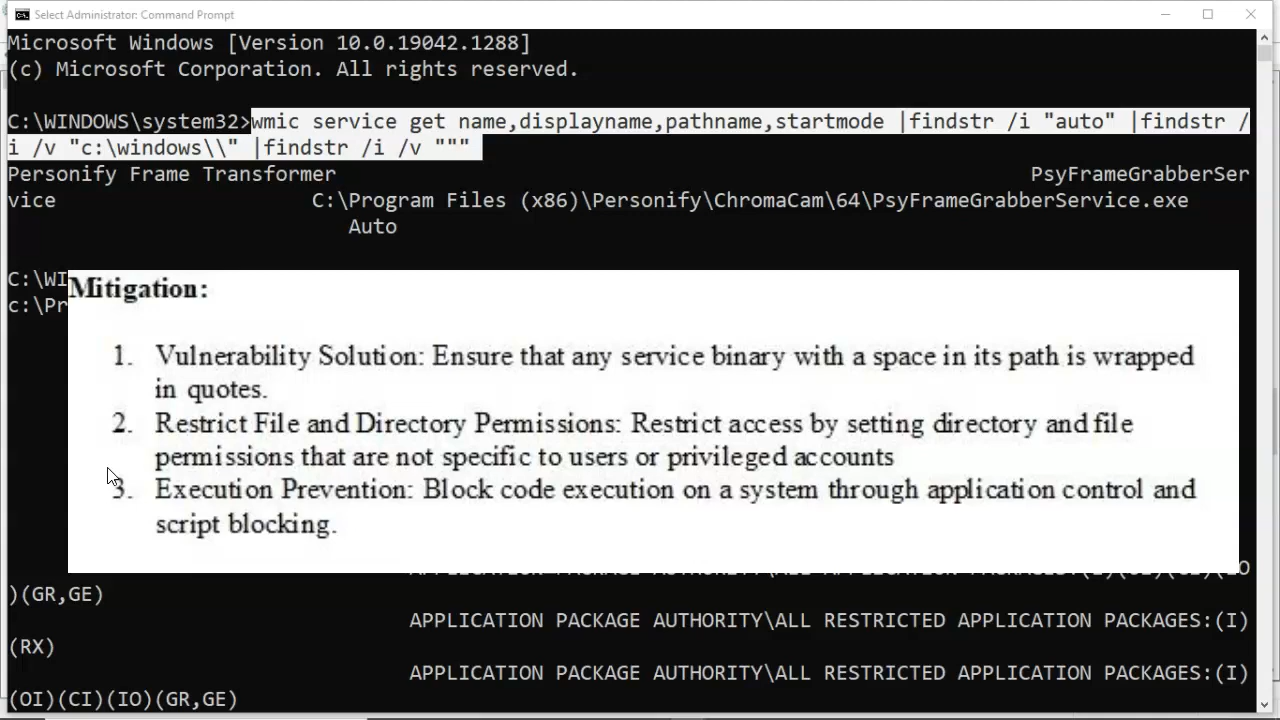 Select Administrator: Command Prompt
Microsoft Windows [Version 10.0.19042.1288]
(c) Microsoft Corporation. All rights reserved.
C:\WINDOWS\system32>wmic service get name,displayname,pathname,startmode |findstr /i "auto" |findstr /
i /v "c:\windows\\" |findstr /i /v """
Personify Frame Transformer PsyFrameGrabberSer
vice C:\Program Files (x86)\Personify\ChromaCam\64\PsyFrameGrabberService.exe
Auto
C:\WI
c:\Pr
Mitigation:
1. Vulnerability Solution: Ensure that any service binary with a space in its path is wrapped
in quotes.
2. Restrict File and Directory Permissions: Restrict access by setting directory and file
permissions that are not specific to users or privileged accounts
3. Execution Prevention: Block code execution on a system through application control and
script blocking.
)(GR,GE)
APPLICATION PACKAGE AUTHORITY\ALL RESTRICTED APPLICATION PACKAGES:(I)
(RX)
APPLICATION PACKAGE AUTHORITY\ALL RESTRICTED APPLICATION PACKAGES:(I)
(OI)(CI)(IO)(GR,GE)